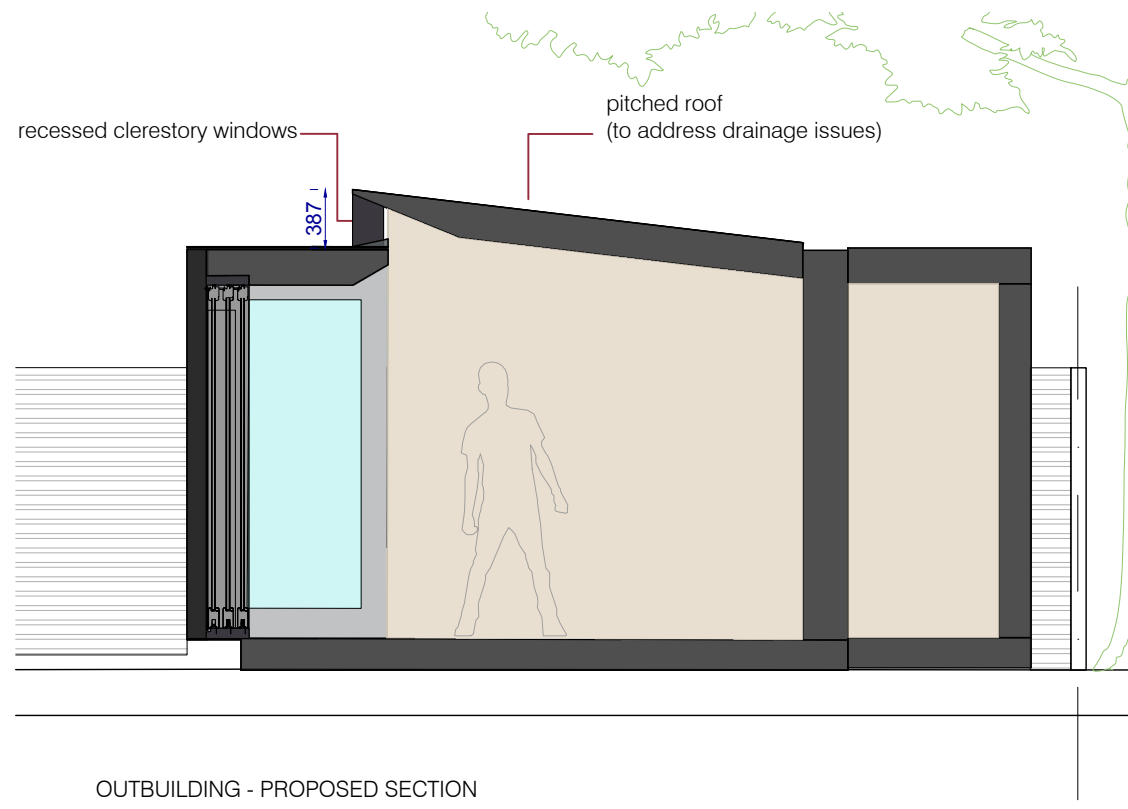 pitched roof
(to address drainage issues)
recessed clerestory windows
387
OUTBUILDING - PROPOSED SECTION